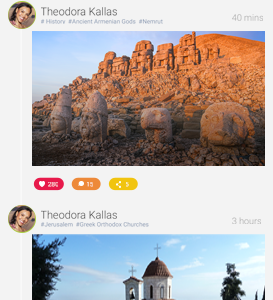 Theodora Kallas
# History #Ancient Armenian Gods #Nemrut
40 mins
280
15
5
Theodora Kallas
#Jerusalem #Greek Orthodox Churches
3 hours